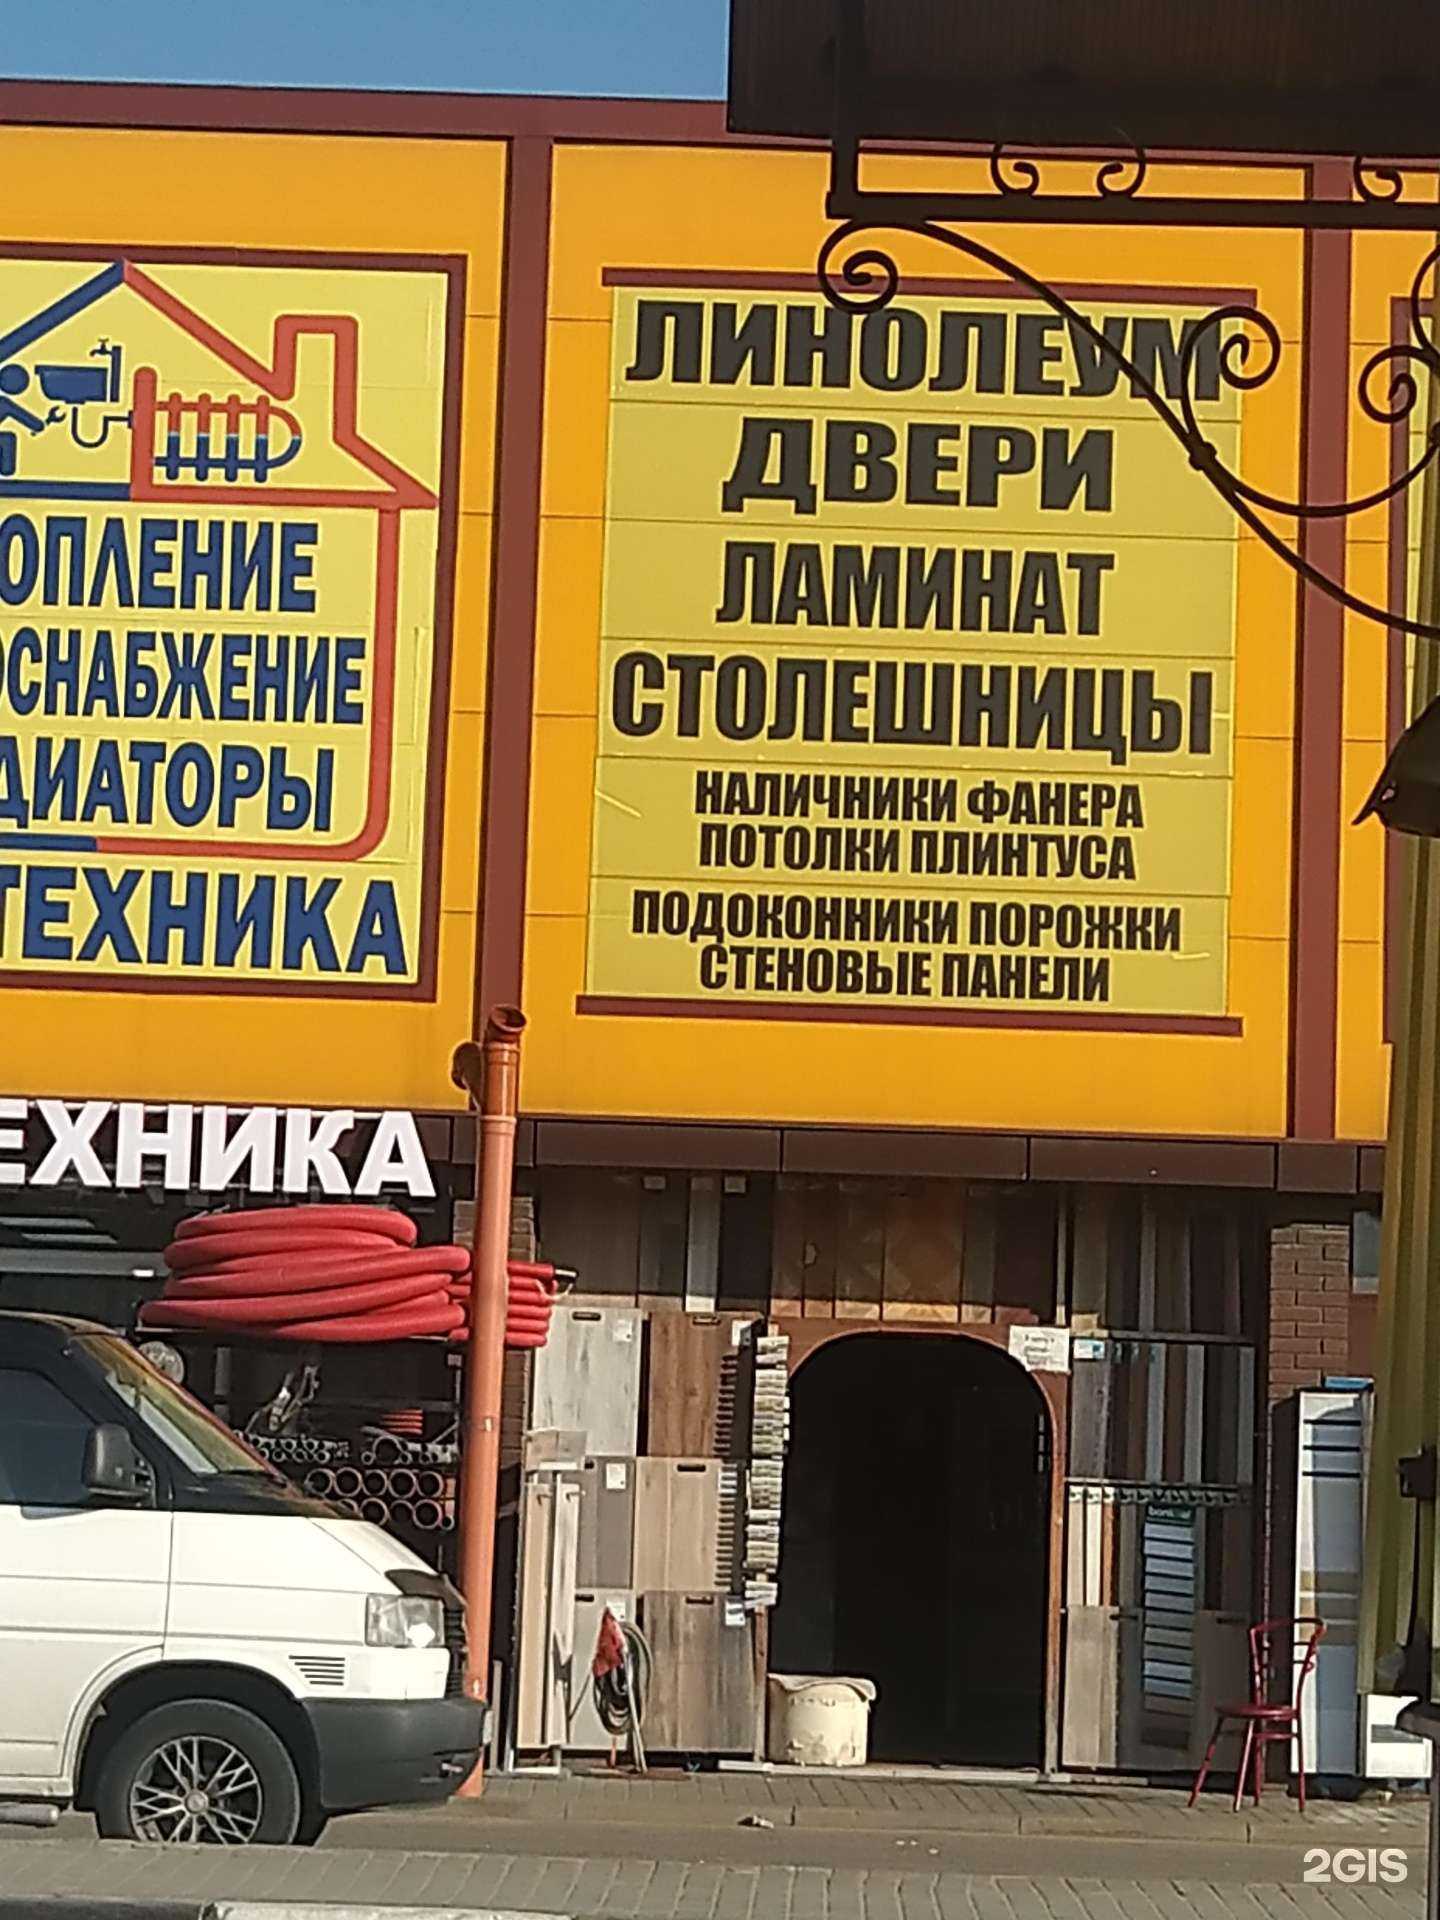 ОПЛЕНИЕ
ОСНАБЖЕНИЕ
ДИАТОРЫ
ТЕХНИКА
ЕХНИКА
ЛИНОЛЕУМ
ДВЕРИ
ЛАМИНАТ
СТОЛЕШНИЦЫ
НАЛИЧНИКИ ФАНЕРА
ПОТОЛКИ ПЛИНТУСА
ПОДОКОННИКИ ПОРОЖКИ
СТЕНОВЫЕ ПАНЕЛИ
2GIS